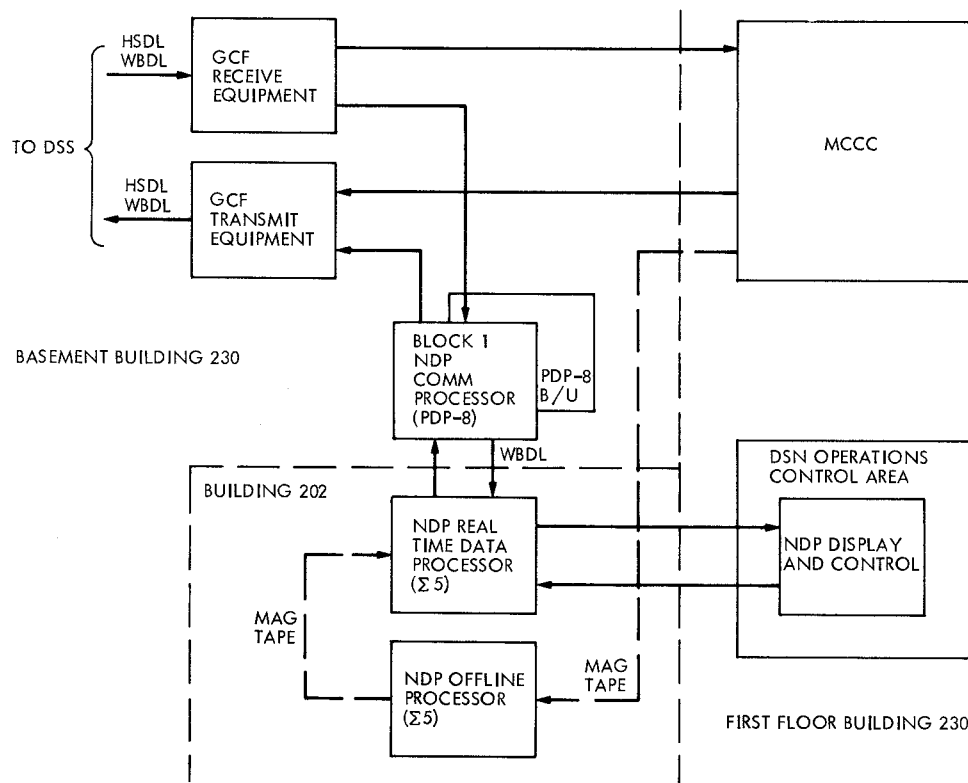 HSDL
WBDL
GCF
RECEIVE
EQUIPMENT
TO DSS
HSDL
WBDL
GCF
TRANSMIT
EQUIPMENT
MCCC
BASEMENT BUILDING 230
BLOCK 1
NDP
COMM
PROCESSOR
(PDP-8)
PDP-8
B/U
WBDL
BUILDING 202
NDP REAL
TIME DATA
PROCESSOR
(Σ5)
DSN OPERATIONS
CONTROL AREA
NDP DISPLAY
AND CONTROL
MAG
TAPE
NDP OFFLINE
PROCESSOR
(Σ5)
MAG
TAPE
FIRST FLOOR BUILDING 230